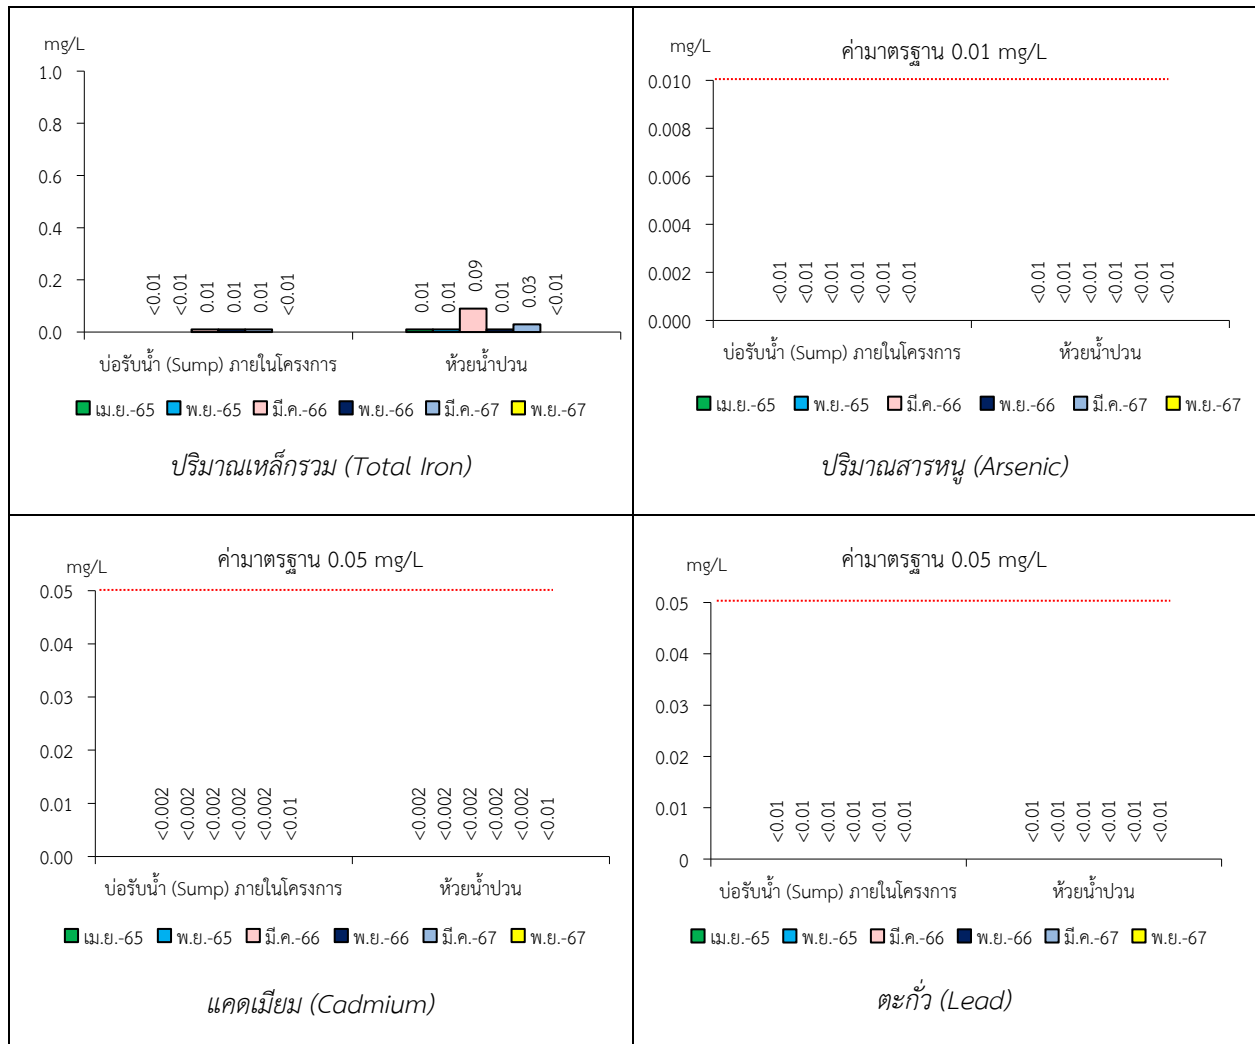 mg/L
1.0
0.8
0.6
0.4
0.2
0.0
<0.01 <0.01 0.01 0.01 0.01 <0.01
0.01 0.01 0.09 0.01 0.03 <0.01
บ่อรับน้ำ (Sump) ภายในโครงการ ห้วยน้ำปวน
เม.ย.-65 พ.ย.-65 มี.ค.-66 พ.ย.-66 มี.ค.-67 พ.ย.-67
ปริมาณเหล็กรวม (Total Iron)
mg/L
ค่ามาตรฐาน 0.01 mg/L
0.010
0.008
0.006
0.004
0.002
0.000
<0.01 <0.01 <0.01 <0.01 <0.01 <0.01
<0.01 <0.01 <0.01 <0.01 <0.01 <0.01
บ่อรับน้ำ (Sump) ภายในโครงการ ห้วยน้ำปวน
เม.ย.-65 พ.ย.-65 มี.ค.-66 พ.ย.-66 มี.ค.-67 พ.ย.-67
ปริมาณสารหนู (Arsenic)
mg/L
ค่ามาตรฐาน 0.05 mg/L
0.05
0.04
0.03
0.02
0.01
0.00
<0.002 <0.002 <0.002 <0.002 <0.002 <0.01
<0.002 <0.002 <0.002 <0.002 <0.002 <0.01
บ่อรับน้ำ (Sump) ภายในโครงการ ห้วยน้ำปวน
เม.ย.-65 พ.ย.-65 มี.ค.-66 พ.ย.-66 มี.ค.-67 พ.ย.-67
แคดเมียม (Cadmium)
mg/L
ค่ามาตรฐาน 0.05 mg/L
0.05
0.04
0.03
0.02
0.01
0
<0.01 <0.01 <0.01 <0.01 <0.01 <0.01
<0.01 <0.01 <0.01 <0.01 <0.01 <0.01
บ่อรับน้ำ (Sump) ภายในโครงการ ห้วยน้ำปวน
เม.ย.-65 พ.ย.-65 มี.ค.-66 พ.ย.-66 มี.ค.-67 พ.ย.-67
ตะกั่ว (Lead)